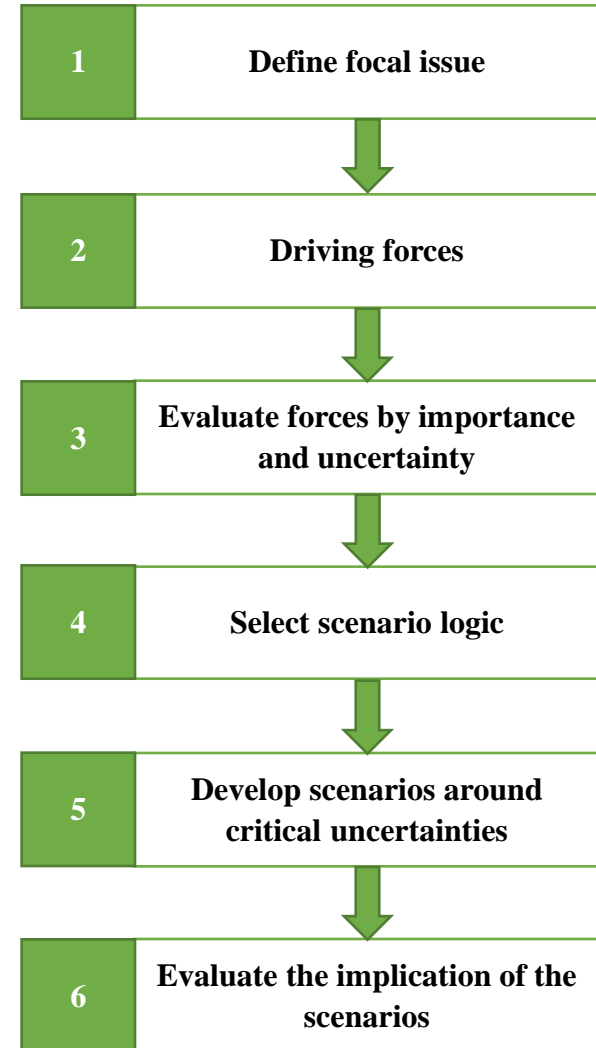 1
Define focal issue
2
Driving forces
3
Evaluate forces by importance
and uncertainty
4
Select scenario logic
5
Develop scenarios around
critical uncertainties
6
Evaluate the implication of the
scenarios